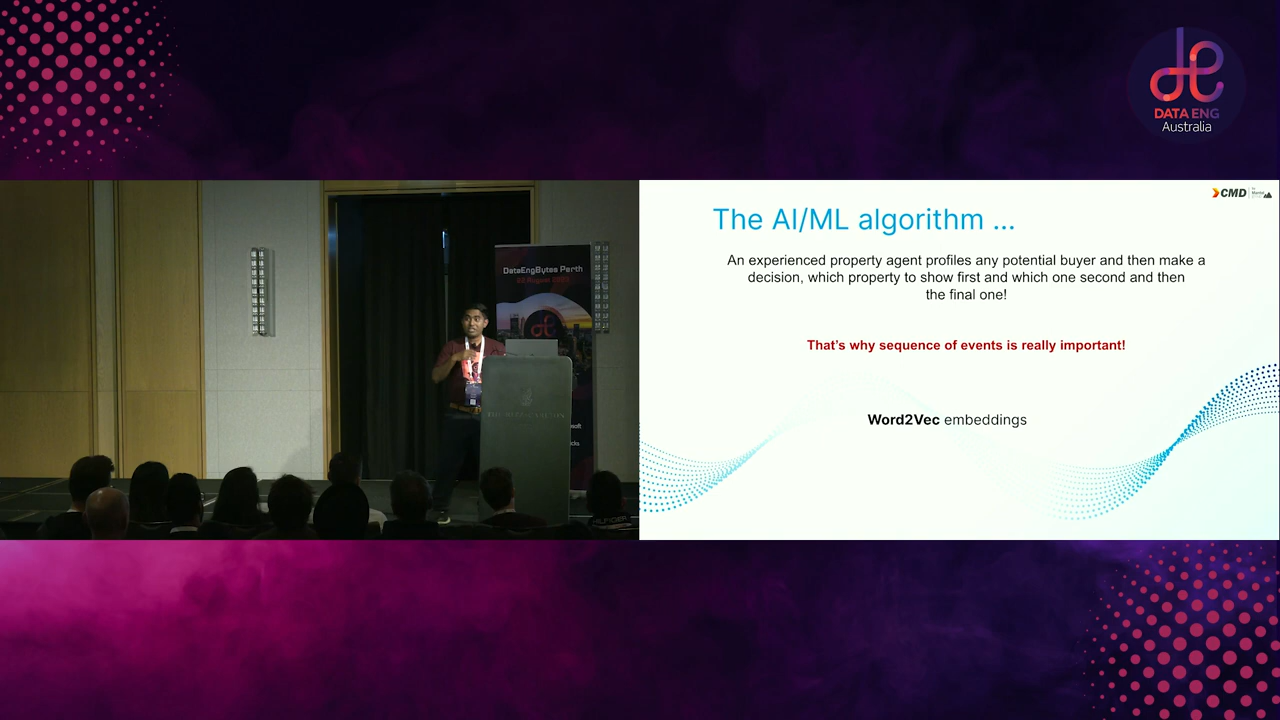 DATA ENG
Australia
CMD
The AI/ML algorithm ...
An experienced property agent profiles any potential buyer and then make a
decision, which property to show first and which one second and then
the final one!
That's why sequence of events is really important!
Word2Vec embeddings
DataEngBytes Perth